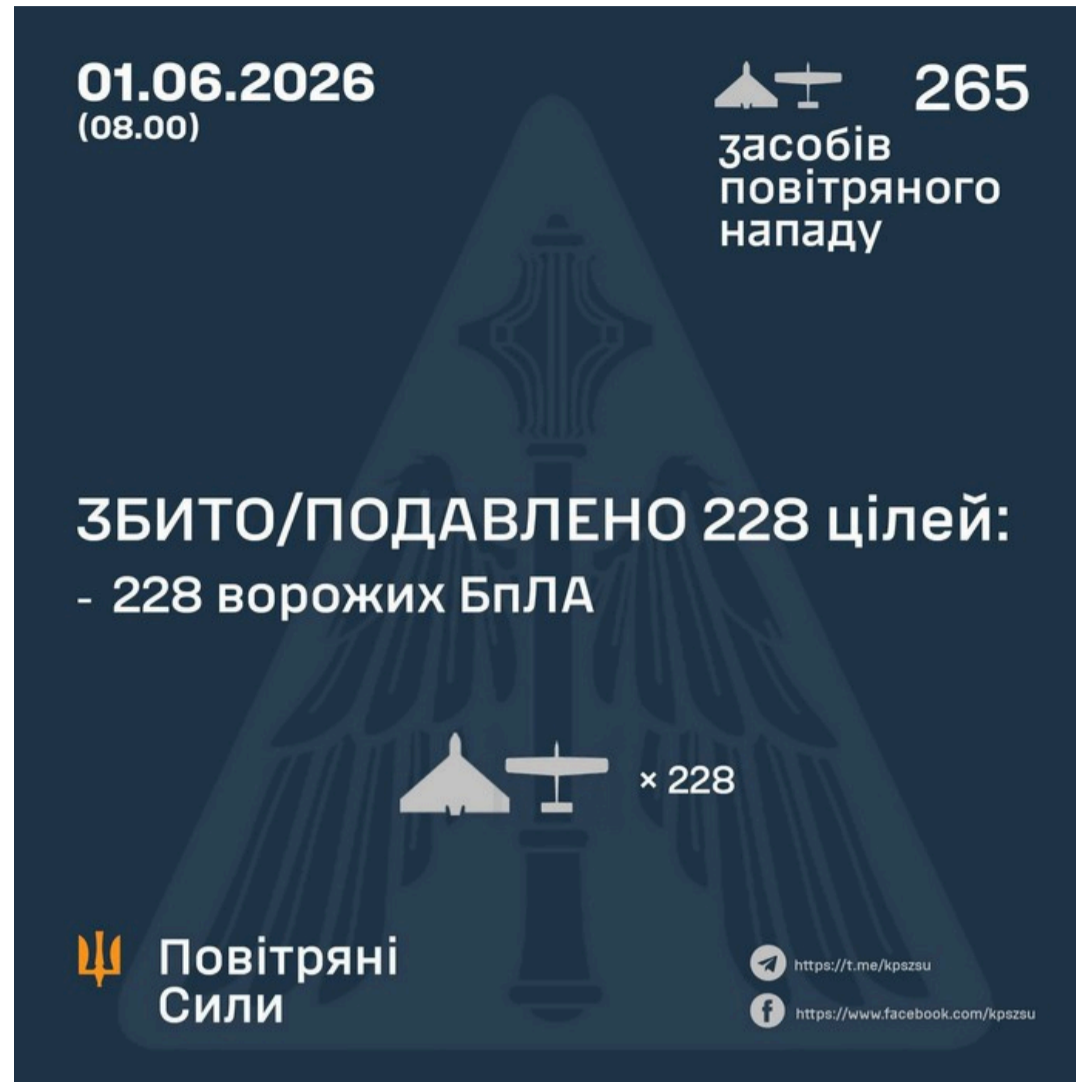 01.06.2026
(08.00)
265
засобів
повітряного
нападу
ЗБИТО/ПОДАВЛЕНО 228 цілей:
- 228 ворожих БпЛА
× 228
Повітряні
Сили
https://t.me/kpszsu
https://www.facebook.com/kpszsu